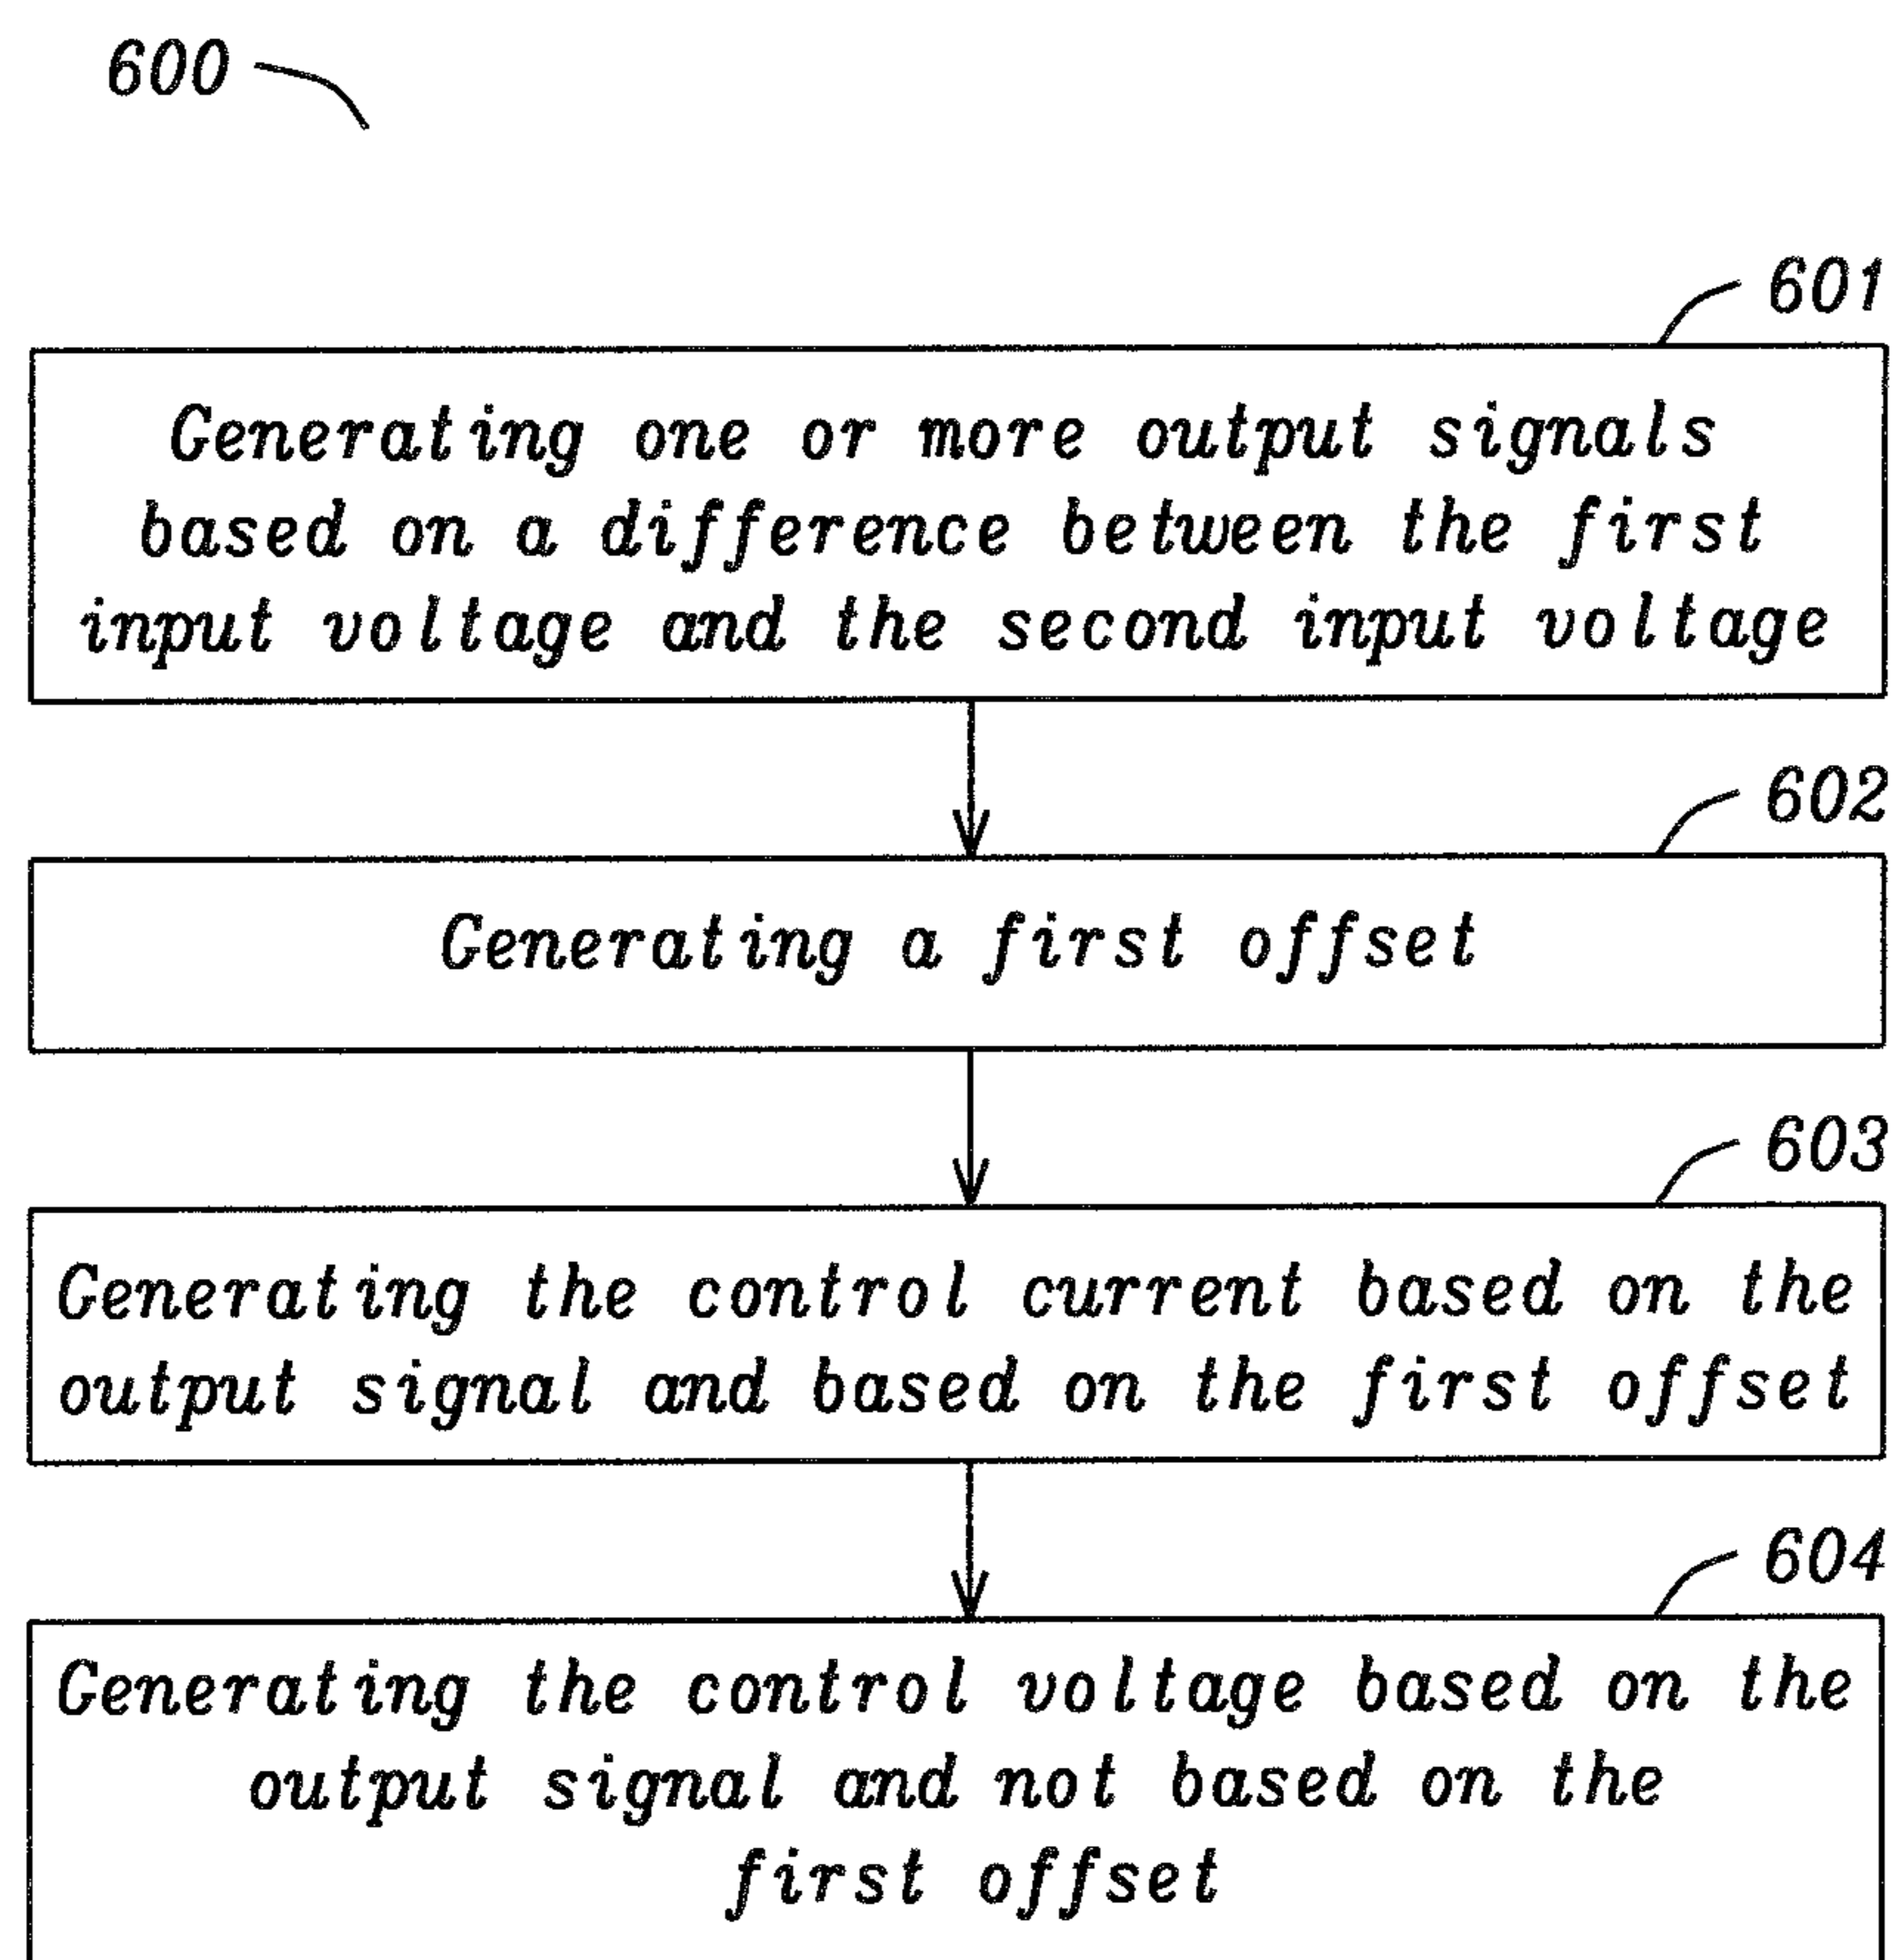 600
601
Generating one or more output signals
based on a difference between the first
input voltage and the second input voltage
602
Generating a first offset
603
Generating the control current based on the
output signal and based on the first offset
604
Generating the control voltage based on the
output signal and not based on the
first offset